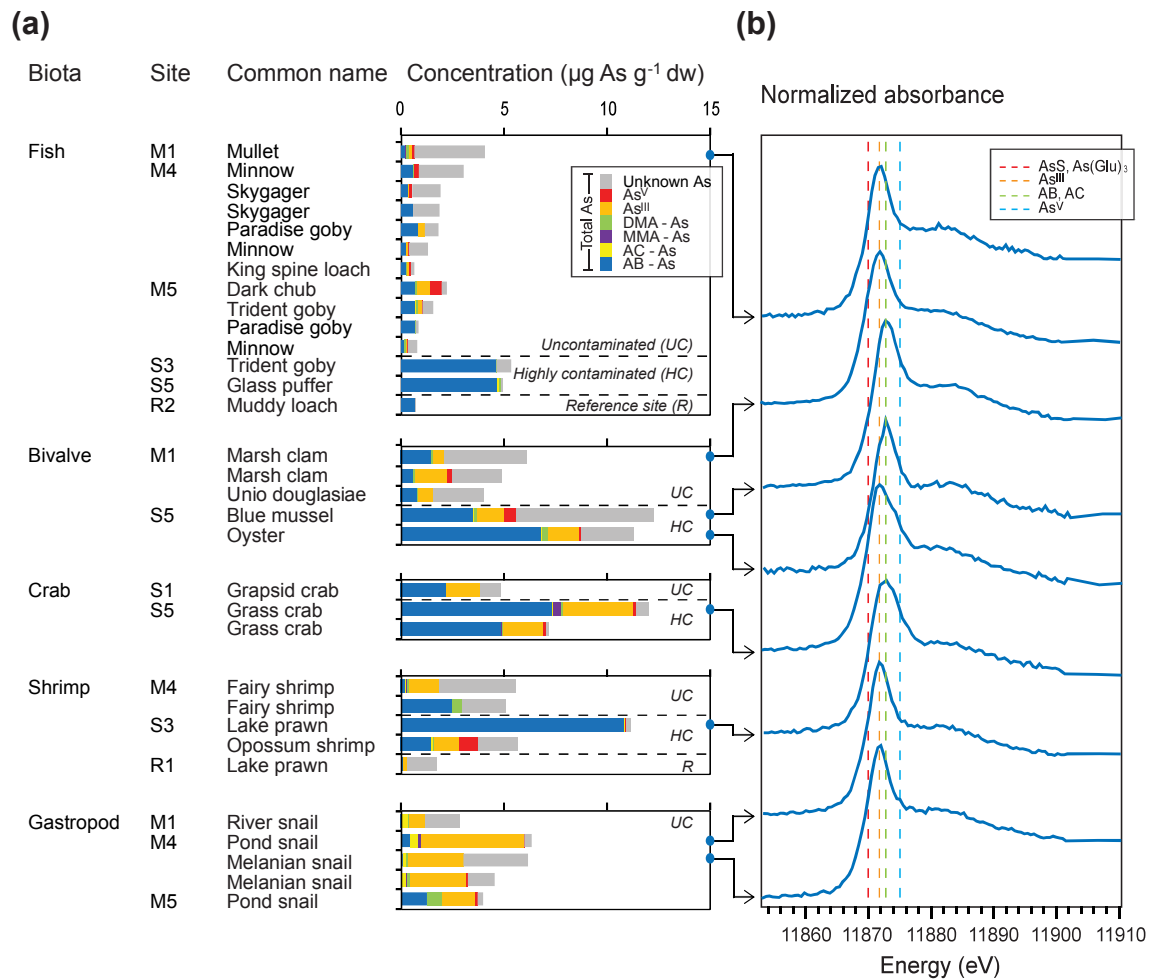 (a)
(b)
Biota Site Common name Concentration (µg As g⁻¹ dw)
0 5 10 15
Normalized absorbance
Fish M1 Mullet
M4 Minnow
Skygager
Skygager
Paradise goby
Minnow
King spine loach
M5 Dark chub
Trident goby
Paradise goby
Minnow
S3 Trident goby
S5 Glass puffer
R2 Muddy loach
Total As
Unknown As
Asⱽ
Asᴵᴵᴵ
DMA - As
MMA - As
AC - As
AB - As
Uncontaminated (UC)
Highly contaminated (HC)
Reference site (R)
Bivalve M1 Marsh clam
Marsh clam
Unio douglasiae UC
S5 Blue mussel
Oyster HC
Crab S1 Grapsid crab UC
S5 Grass crab HC
Grass crab
Shrimp M4 Fairy shrimp UC
Fairy shrimp
S3 Lake prawn HC
Opossum shrimp
R1 Lake prawn R
Gastropod M1 River snail UC
M4 Pond snail
Melanian snail
Melanian snail
M5 Pond snail
AsS, As(Glu)₃
Asᴵᴵᴵ
AB, AC
Asⱽ
11860 11870 11880 11890 11900 11910
Energy (eV)